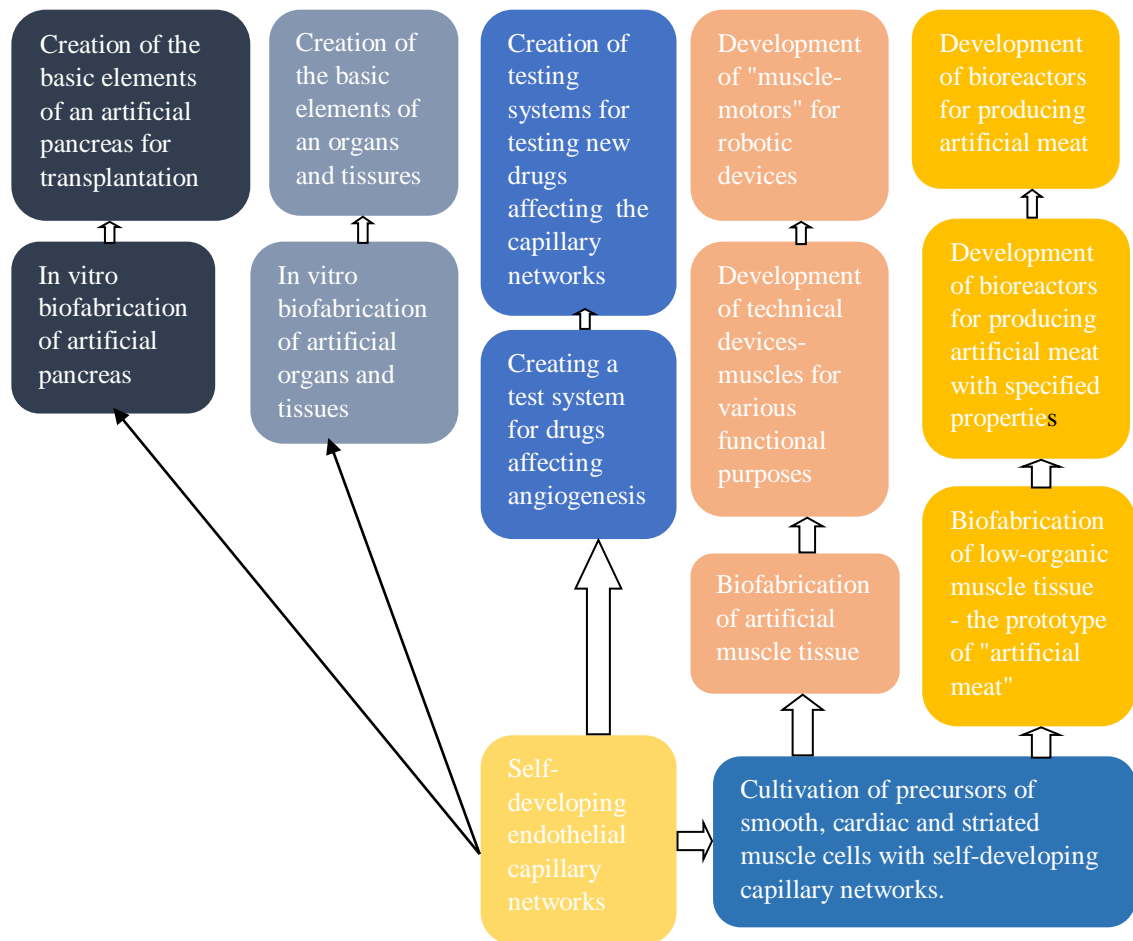 Creation of the
basic elements
of an artificial
pancreas for
transplantation
Creation of
the basic
elements of
an organs
and tissures
Creation of
testing
systems for
testing new
drugs
affecting the
capillary
networks
Development
of "muscle-
motors" for
robotic
devices
Development
of bioreactors
for producing
artificial meat
In vitro
biofabrication
of artificial
pancreas
In vitro
biofabrication
of artificial
organs and
tissues
Creating a
test system
for drugs
affecting
angiogenesis
Development
of technical
devices-
muscles for
various
functional
purposes
Development
of bioreactors
for producing
artificial meat
with specified
properties
Biofabrication
of artificial
muscle tissue
Biofabrication
of low-organic
muscle tissue
- the prototype
of "artificial
meat"
Self-
developing
endothelial
capillary
networks
Cultivation of precursors of
smooth, cardiac and striated
muscle cells with self-developing
capillary networks.